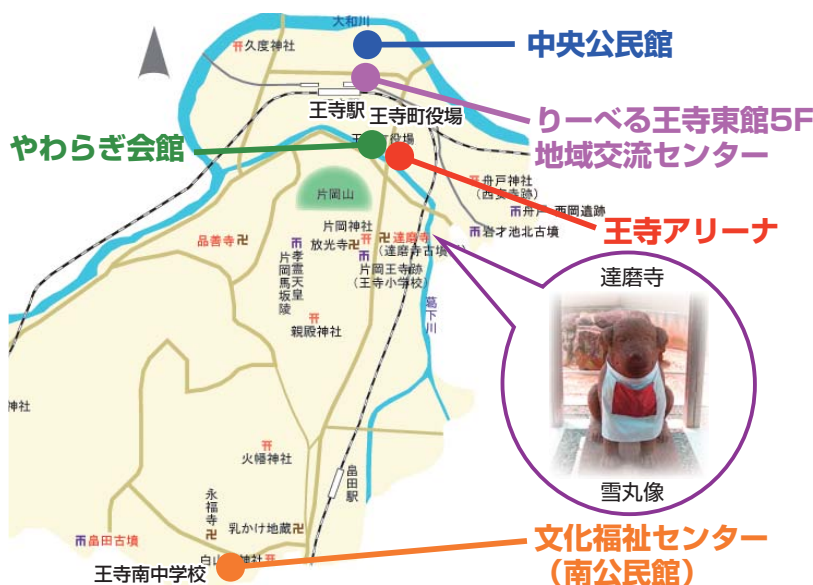 大和川
久度神社
中央公民館
王寺駅
王寺町役場
りーべる王寺東館5F
地域交流センター
やわらぎ会館
役場
片岡山
舟戸神社
(西安寺跡)
舟戸・西岡遺跡
岩才池北古墳
王寺アリーナ
片岡神社
品善寺
放光寺
達磨寺
(達磨寺古墳
孝霊天皇
片岡馬坂陵
片岡王寺跡
(王寺小学校)
葛下川
達磨寺
親殿神社
神社
火幡神社
畠田駅
雪丸像
永福寺
乳かけ地蔵
畠田古墳
白山
神社
王寺南中学校
文化福祉センター
(南公民館)